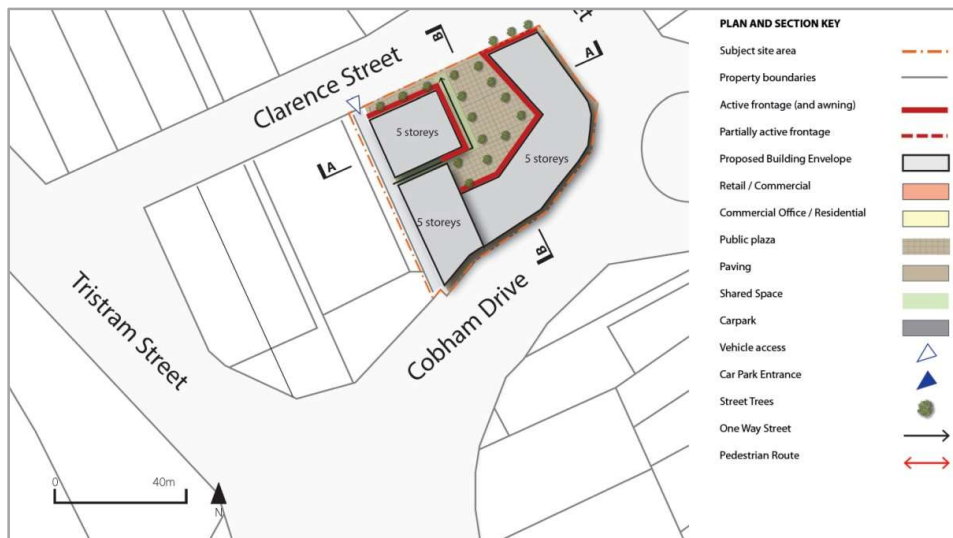 Clarence Street
B
A
A
5 storeys
5 storeys
5 storeys
B
Tristram Street
Cobham Drive
0 40m
N
PLAN AND SECTION KEY
Subject site area
Property boundaries
Active frontage (and awning)
Partially active frontage
Proposed Building Envelope
Retail / Commercial
Commercial Office / Residential
Public plaza
Paving
Shared Space
Carpark
Vehicle access
Car Park Entrance
Street Trees
One Way Street
Pedestrian Route